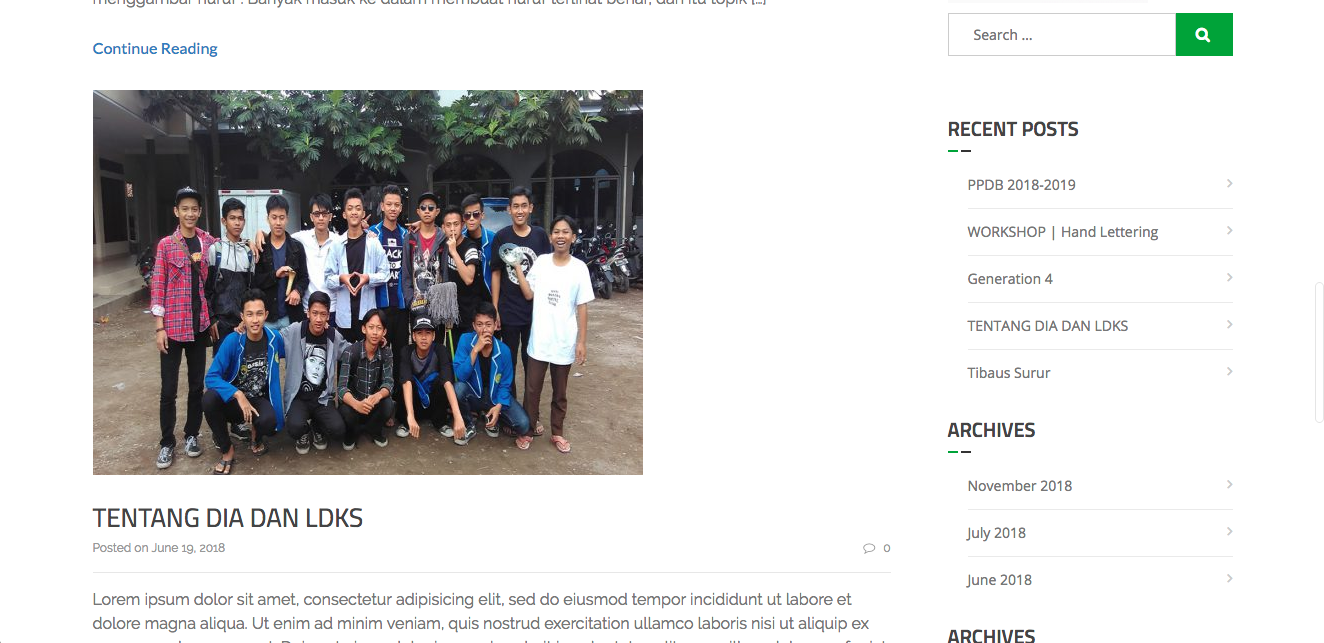 menggambar huruf . Banyak masuk ke dalam membuat huruf terlihat benar, dan itu topik [...]
Continue Reading
TENTANG DIA DAN LDKS
Posted on June 19, 2018
0
Lorem ipsum dolor sit amet, consectetur adipisicing elit, sed do eiusmod tempor incididunt ut labore et
dolore magna aliqua. Ut enim ad minim veniam, quis nostrud exercitation ullamco laboris nisi ut aliquip ex
Search ...
RECENT POSTS
PPDB 2018-2019
WORKSHOP | Hand Lettering
Generation 4
TENTANG DIA DAN LDKS
Tibaus Surur
ARCHIVES
November 2018
July 2018
June 2018
ARCHIVES